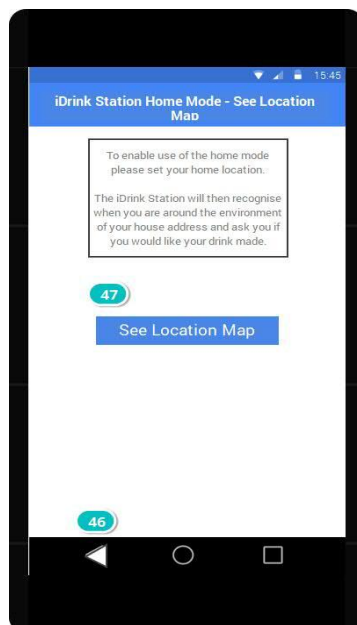 15:45
iDrink Station Home Mode - See Location
Map
To enable use of the home mode
please set your home location.
The iDrink Station will then recognise
when you are around the environment
of your house address and ask you if
you would like your drink made.
47
See Location Map
46